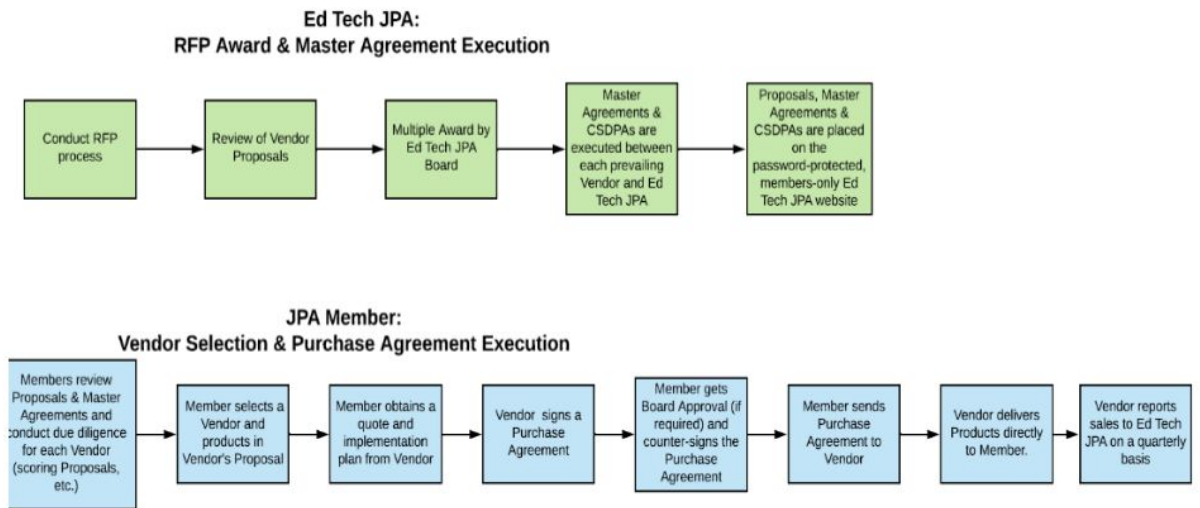 Ed Tech JPA:
RFP Award & Master Agreement Execution
Conduct RFP
process
Review of Vendor
Proposals
Multiple Award by
Ed Tech JPA
Board
Master
Agreements &
CSDPAs are
executed between
each prevailing
Vendor and Ed
Tech JPA
Proposals, Master
Agreements &
CSDPAs are placed
on the
password-protected,
members-only Ed
Tech JPA website
JPA Member:
Vendor Selection & Purchase Agreement Execution
Members review
Proposals & Master
Agreements and
conduct due diligence
for each Vendor
(scoring Proposals,
etc.)
Member selects a
Vendor and
products in
Vendor's Proposal
Member obtains a
quote and
implementation
plan from Vendor
Vendor signs a
Purchase
Agreement
Member gets
Board Approval (if
required) and
counter-signs the
Purchase
Agreement
Member sends
Purchase
Agreement to
Vendor
Vendor delivers
Products directly
to Member.
Vendor reports
sales to Ed Tech
JPA on a quarterly
basis